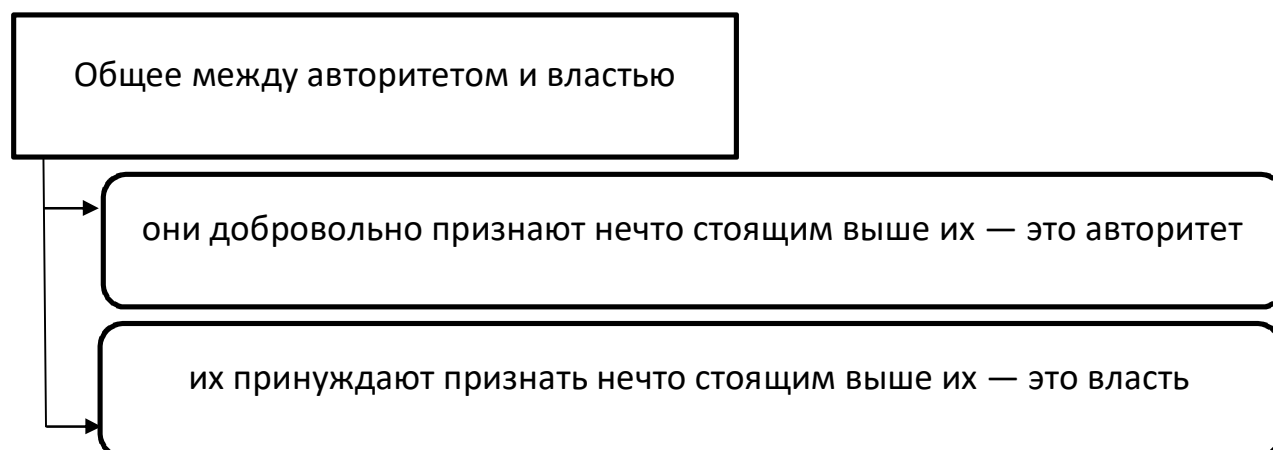 Общее между авторитетом и властью
они добровольно признают нечто стоящим выше их — это авторитет
их принуждают признать нечто стоящим выше их — это власть